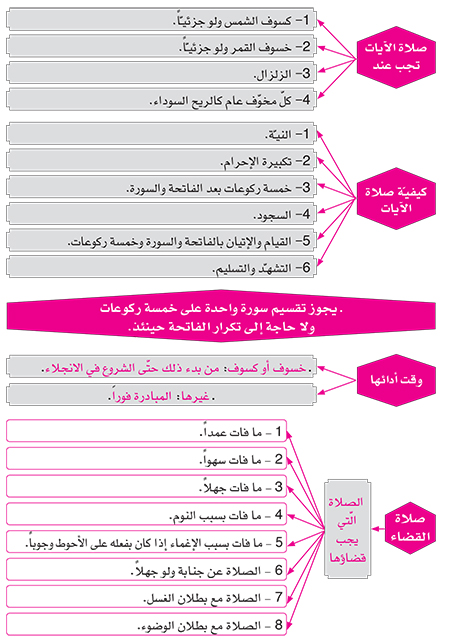 صلاة الآيات
تجب عند
1- كسوف الشمس ولو جزئيّاً.
2- خسوف القمر ولو جزئيّاً.
3- الزلزال.
4- كلّ مخوّف عام كالريح السوداء.
كيفيّة صلاة
الآيات
1- النيّة.
2- تكبيرة الإحرام.
3- خمسة ركوعات بعد الفاتحة والسورة.
4- السجود.
5- القيام والإتيان بالفاتحة والسورة وخمسة ركوعات.
6- التشهّد والتسليم.
. يجوز تقسيم سورة واحدة على خمسة ركوعات
ولا حاجة إلى تكرار الفاتحة حينئذ.
وقت أدائها
.خسوف أو كسوف: من بدء ذلك حتّى الشروع في الانجلاء.
.غيرها: المبادرة فوراً.
صلاة
القضاء
الصلاة
الّتي
يجب
قضاؤها
1 - ما فات عمداً.
2 - ما فات سهواً.
3 - ما فات جهلاً.
4 - ما فات بسبب النوم.
5 - ما فات بسبب الإغماء إذا كان بفعله على الأحوط وجوباً.
6 - الصلاة عن جنابة ولو جهلاً.
7 - الصلاة مع بطلان الغسل.
8 - الصلاة مع بطلان الوضوء.